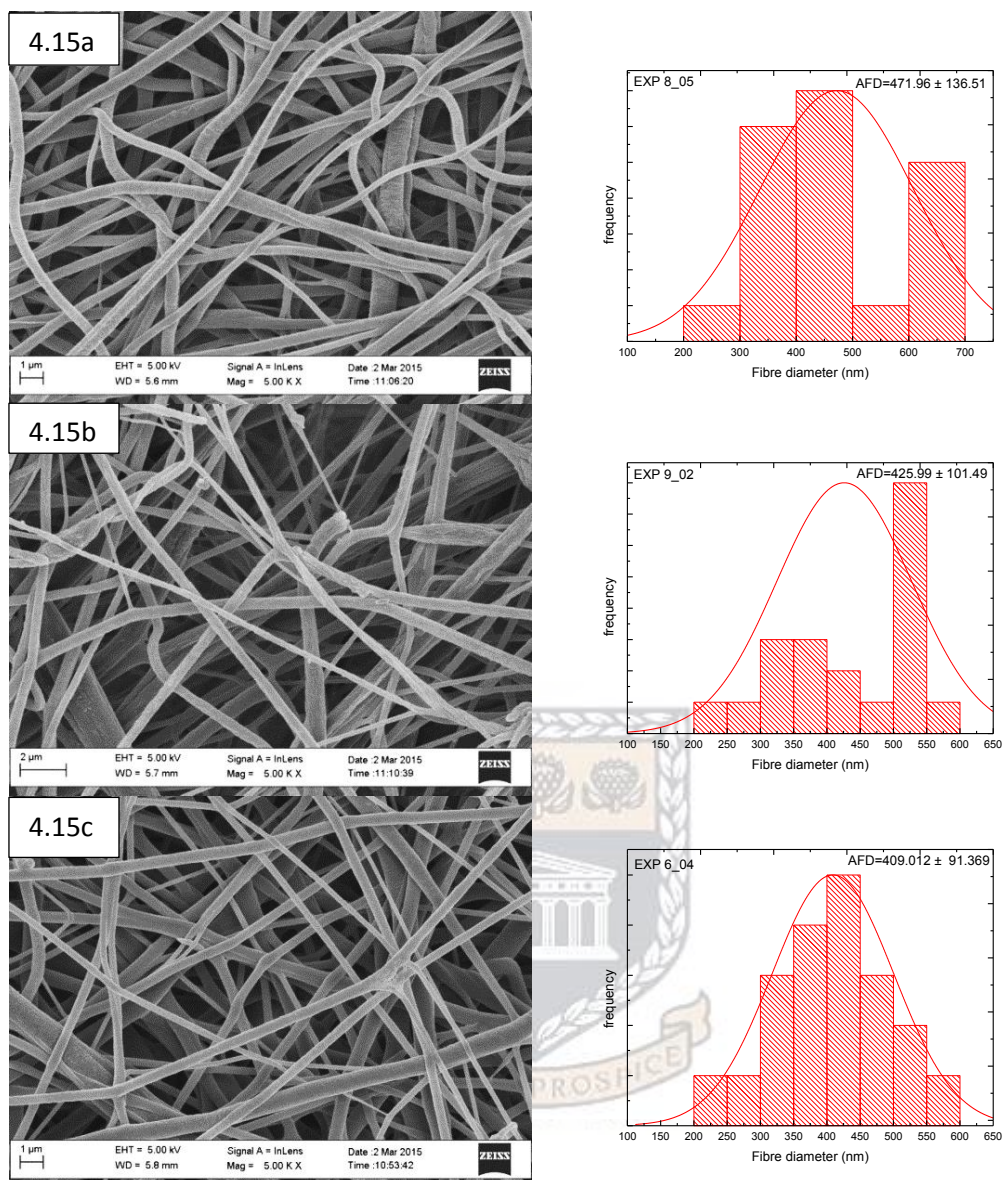 4.15a
1 µm
EHT = 5.00 kV
Signal A = InLens
Date :2 Mar 2015
WD = 5.6 mm
Mag = 5.00 K X
Time :11:06:20
ZEISS
EXP 8_05
AFD=471.96 ± 136.51
frequency
100 200 300 400 500 600 700
Fibre diameter (nm)
4.15b
2 µm
EHT = 5.00 kV
Signal A = InLens
Date :2 Mar 2015
WD = 5.7 mm
Mag = 5.00 K X
Time :11:10:39
ZEISS
EXP 9_02
AFD=425.99 ± 101.49
frequency
100 150 200 250 300 350 400 450 500 550 600 650
Fibre diameter (nm)
4.15c
1 µm
EHT = 5.00 kV
Signal A = InLens
Date :2 Mar 2015
WD = 5.8 mm
Mag = 5.00 K X
Time :10:53:42
ZEISS
EXP 6_04
AFD=409.012 ± 91.369
frequency
100 150 200 250 300 350 400 450 500 550 600 650
Fibre diameter (nm)
PROSPICE